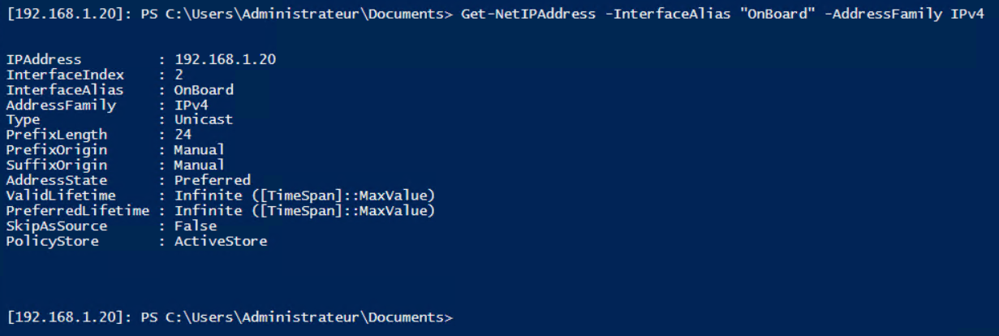 [192.168.1.20]: PS C:\Users\Administrateur\Documents> Get-NetIPAddress -InterfaceAlias "OnBoard" -AddressFamily IPv4
IPAddress         : 192.168.1.20
InterfaceIndex    : 2
InterfaceAlias    : OnBoard
AddressFamily     : IPv4
Type              : Unicast
PrefixLength      : 24
PrefixOrigin      : Manual
SuffixOrigin      : Manual
AddressState      : Preferred
ValidLifetime     : Infinite ([TimeSpan]::MaxValue)
PreferredLifetime : Infinite ([TimeSpan]::MaxValue)
SkipAsSource      : False
PolicyStore       : ActiveStore
[192.168.1.20]: PS C:\Users\Administrateur\Documents>